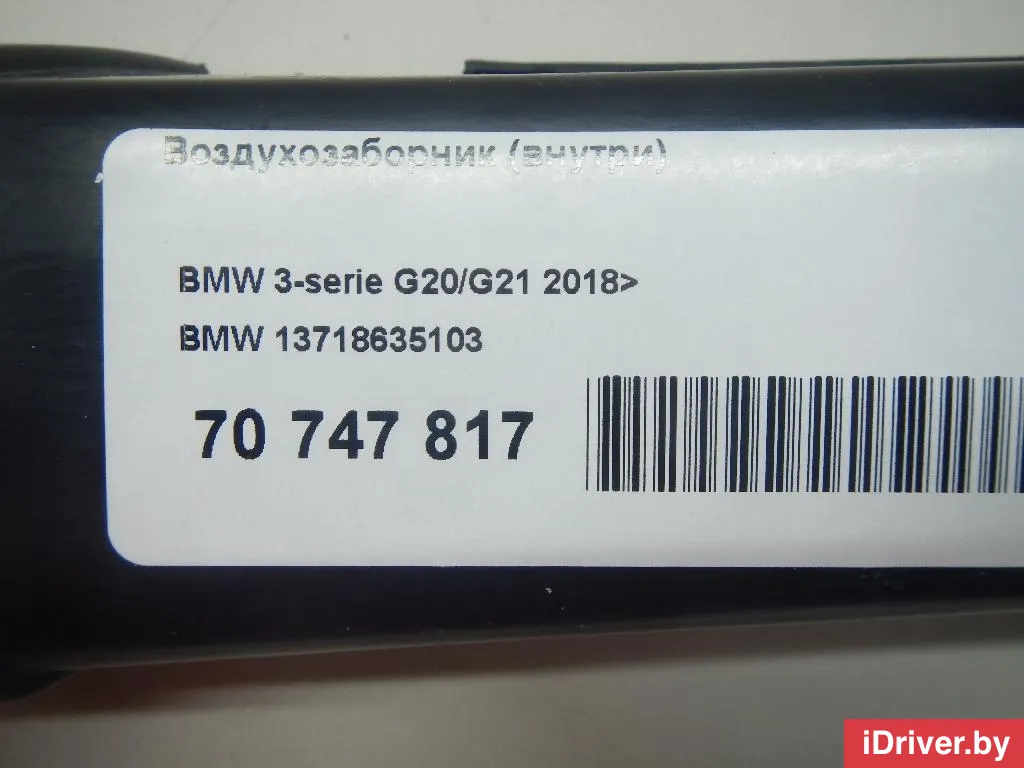 Воздухозаборник (внутри)
BMW 3-serie G20/G21 2018>
BMW 13718635103
70 747 817
iDriver.by